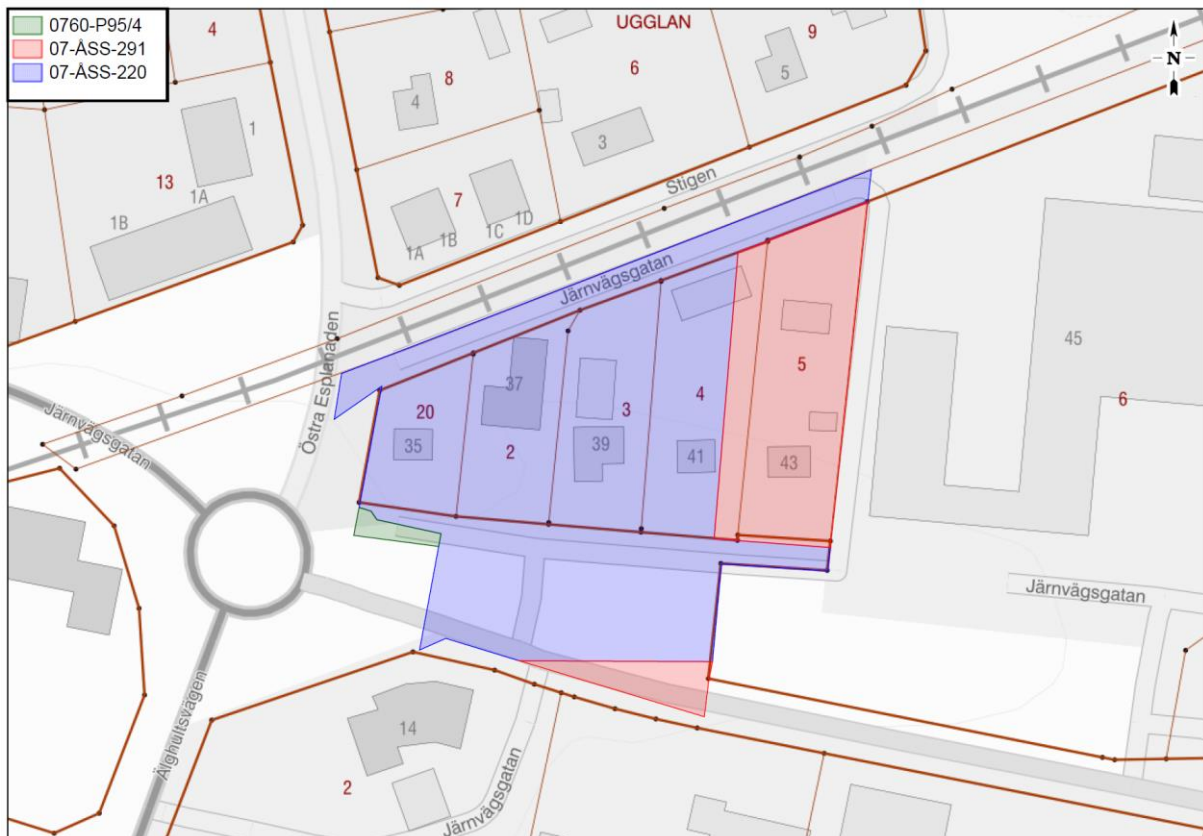 0760-P95/4
07-ÅSS-291
07-ÅSS-220
4
UGGLAN
9
8
6
5
N
4
1
3
13
1A
7
Stigen
1B
1C
1D
1A
1B
Järnvägsgatan
Östra Esplanaden
45
5
6
37
4
20
3
Järnvägsgatan
35
2
39
41
43
Järnvägsgatan
Älghultsvägen
14
2
Järnvägsgatan